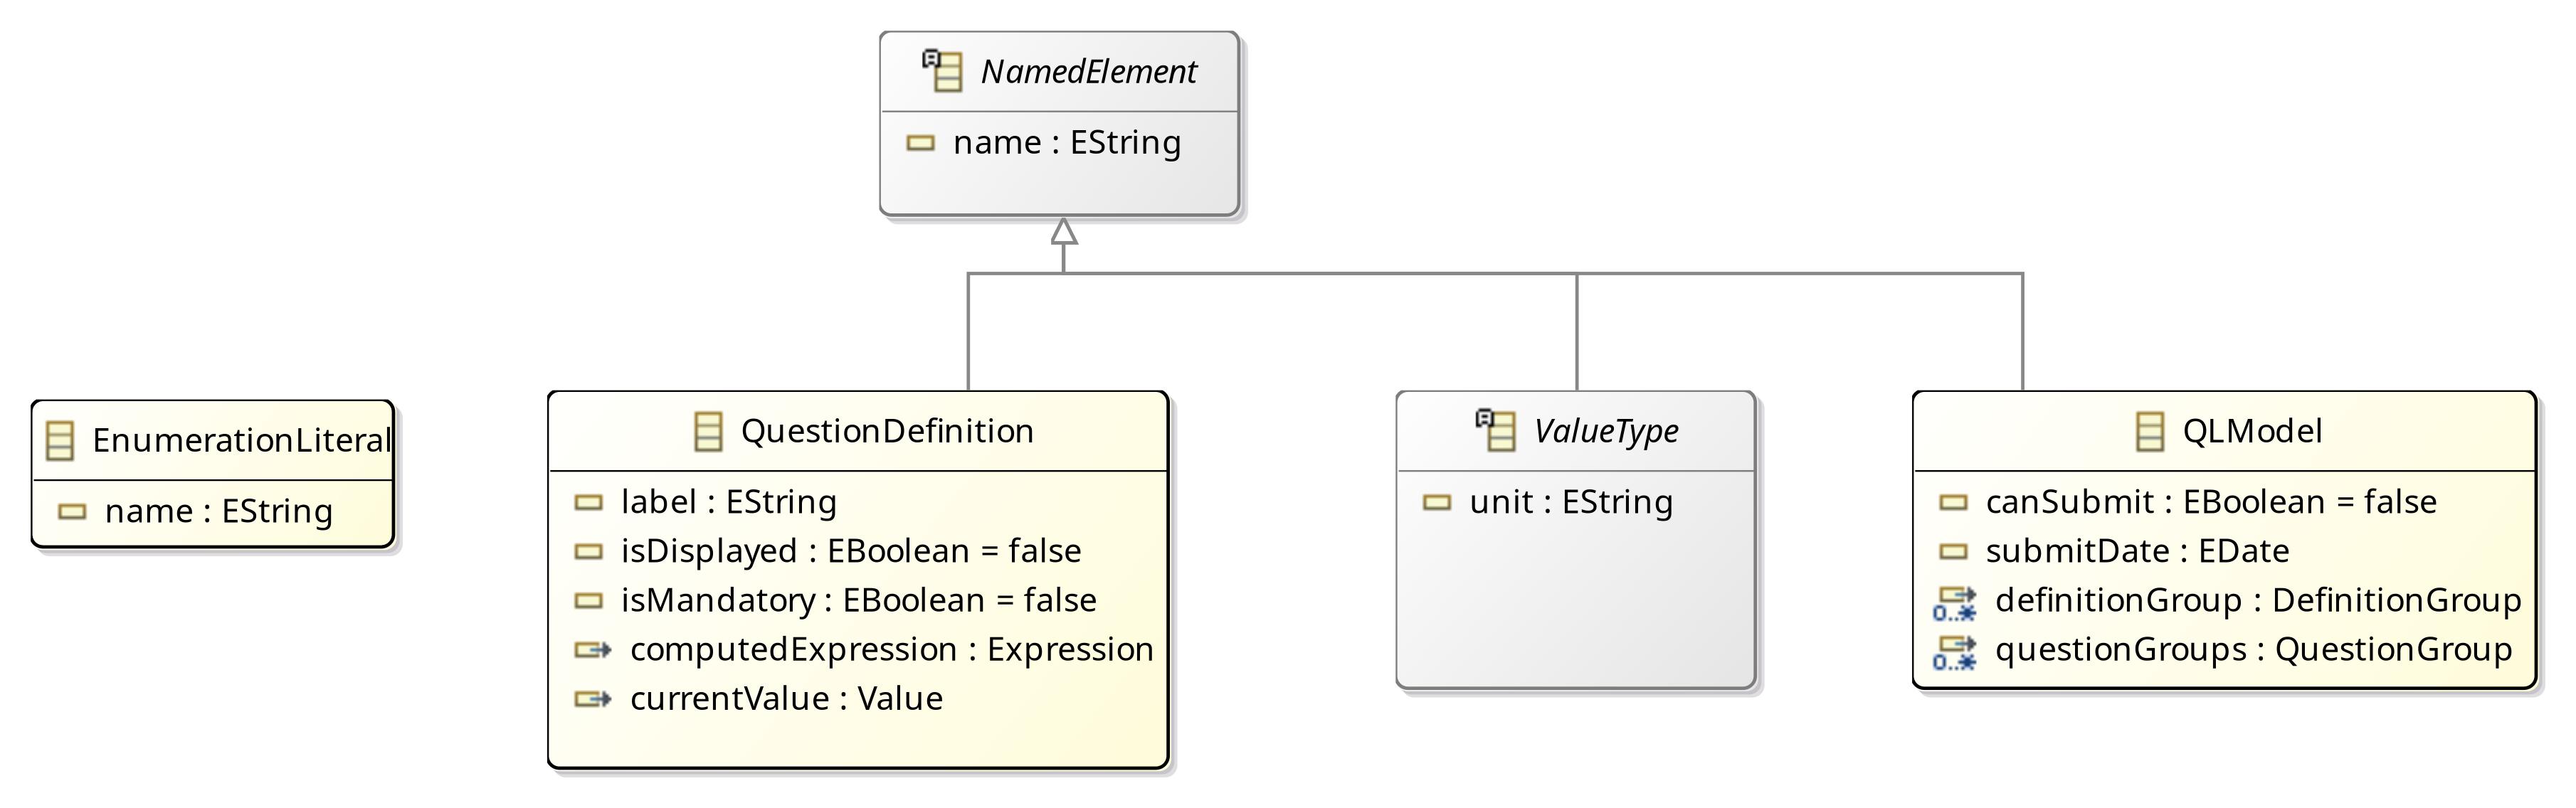 NamedElement
name : EString
EnumerationLiteral
name : EString
QuestionDefinition
label : EString
isDisplayed : EBoolean = false
isMandatory : EBoolean = false
computedExpression : Expression
currentValue : Value
ValueType
unit : EString
QLModel
canSubmit : EBoolean = false
submitDate : EDate
0..* definitionGroup : DefinitionGroup
0..* questionGroups : QuestionGroup